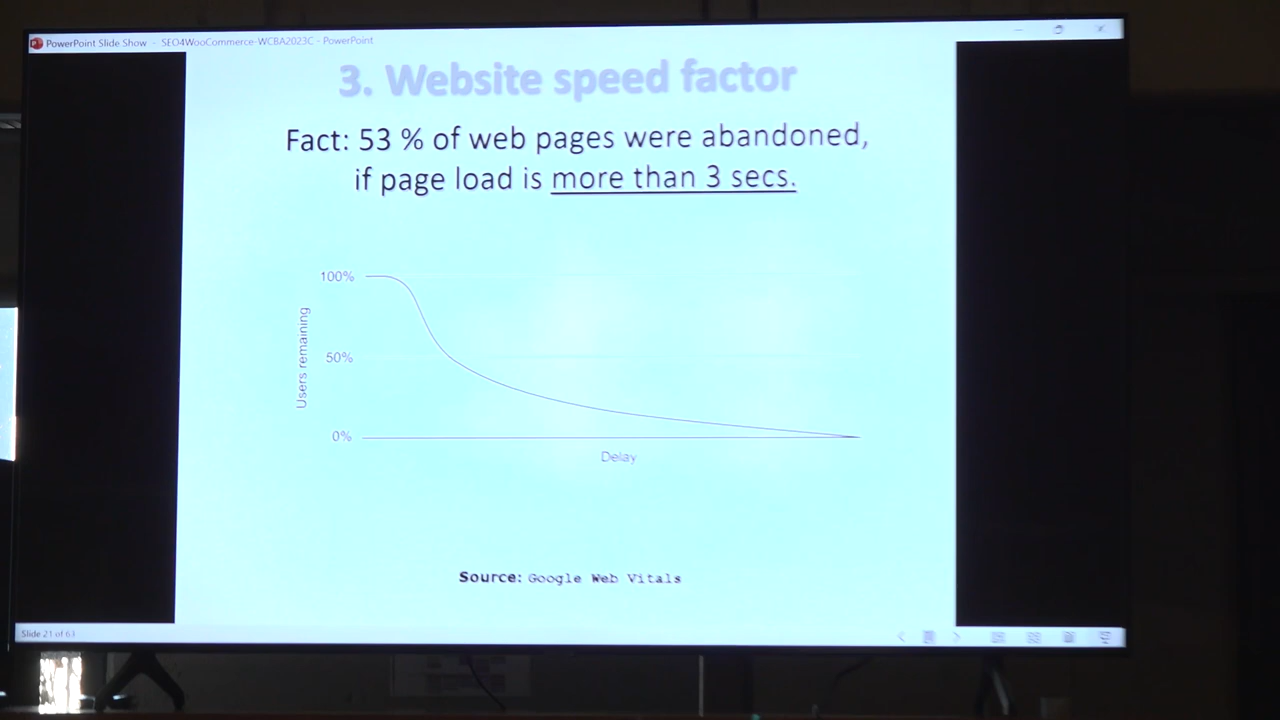 PowerPoint Slide Show - SEO4WooCommerce-WCBA2023C - PowerPoint
3. Website speed factor
Fact: 53 % of web pages were abandoned,
if page load is more than 3 secs.
100%
50%
0%
Users remaining
Delay
Source: Google Web Vitals
Slide 21 of 63